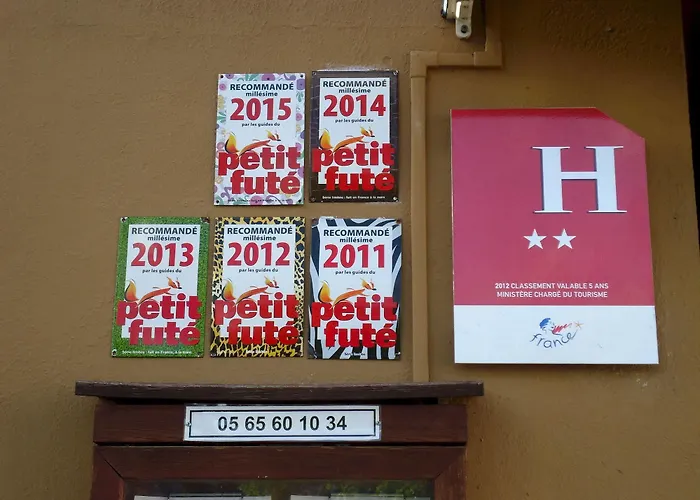 RECOMMANDÉ
millésime
2015
par les guides du
petit
futé
RECOMMANDÉ
millésime
2014
par les guides du
petit
futé
RECOMMANDÉ
millésime
2013
par les guides du
petit
futé
RECOMMANDÉ
millésime
2012
par les guides du
petit
futé
RECOMMANDÉ
millésime
2011
par les guides du
petit
futé
H
2012 CLASSEMENT VALABLE 5 ANS
MINISTÈRE CHARGÉ DU TOURISME
france
05 65 60 10 34